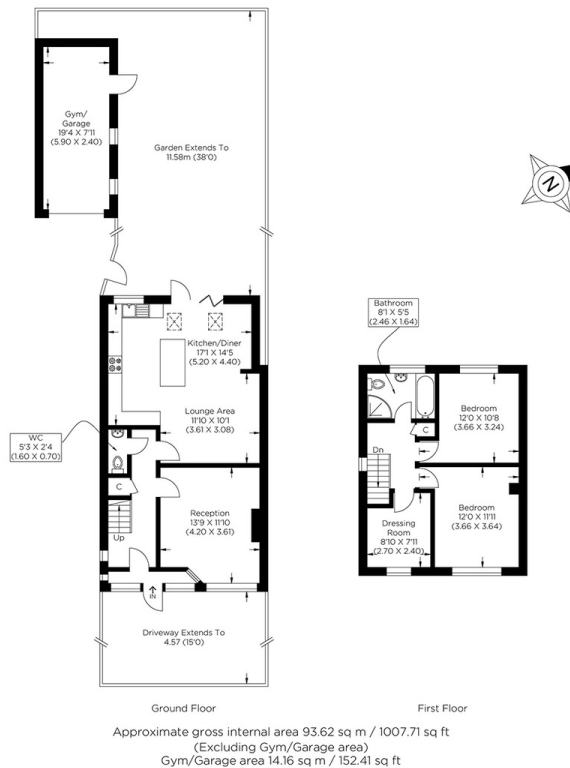 Gym/
Garage
19'4 X 7'11
(5.90 X 2.40)
Garden Extends To
11.58m (38'0)
N
Kitchen/Diner
17'1 X 14'5
(5.20 X 4.40)
Lounge Area
11'10 X 10'1
(3.61 X 3.08)
WC
5'3 X 2'4
(1.60 X 0.70)
C
Up
Reception
13'9 X 11'10
(4.20 X 3.61)
IN
Driveway Extends To
4.57 (15'0)
Bathroom
8'1 X 5'5
(2.46 X 1.64)
C
Dn
Bedroom
12'0 X 10'8
(3.66 X 3.24)
Bedroom
12'0 X 11'11
(3.66 X 3.64)
Dressing
Room
8'10 X 7'11
(2.70 X 2.40)
Ground Floor
First Floor
Approximate gross internal area 93.62 sq m / 1007.71 sq ft
(Excluding Gym/Garage area)
Gym/Garage area 14.16 sq m / 152.41 sq ft